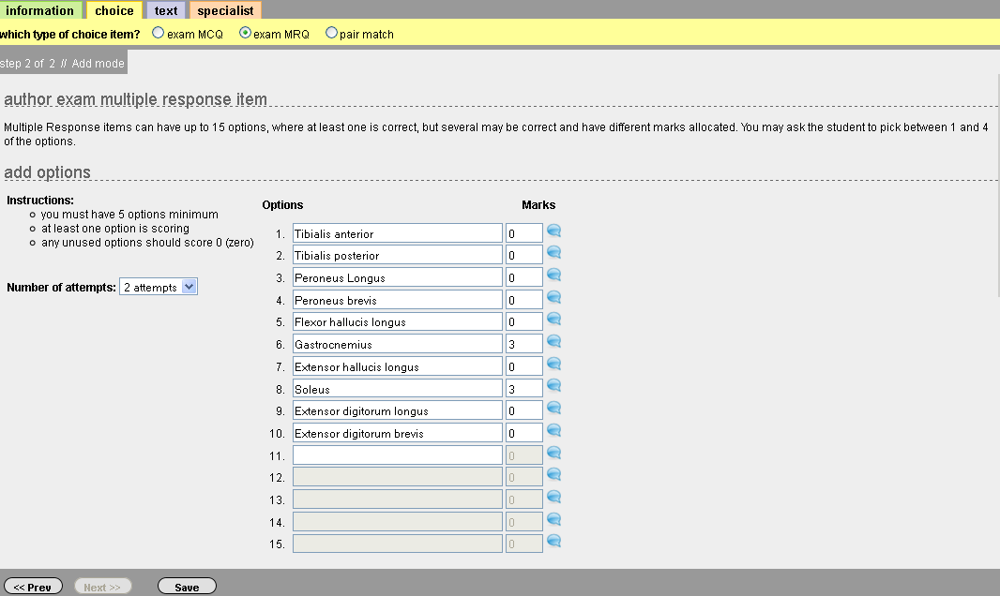 information choice text specialist
which type of choice item? exam MCQ exam MRQ pair match
step 2 of 2 // Add mode
author exam multiple response item
Multiple Response items can have up to 15 options, where at least one is correct, but several may be correct and have different marks allocated. You may ask the student to pick between 1 and 4
of the options.
add options
Instructions:
you must have 5 options minimum
at least one option is scoring
any unused options should score 0 (zero)
Number of attempts: 2 attempts
Options Marks
1. Tibialis anterior 0
2. Tibialis posterior 0
3. Peroneus Longus 0
4. Peroneus brevis 0
5. Flexor hallucis longus 0
6. Gastrocnemius 3
7. Extensor hallucis longus 0
8. Soleus 3
9. Extensor digitorum longus 0
10. Extensor digitorum brevis 0
11. 0
12. 0
13. 0
14. 0
15. 0
<< Prev Next >> Save